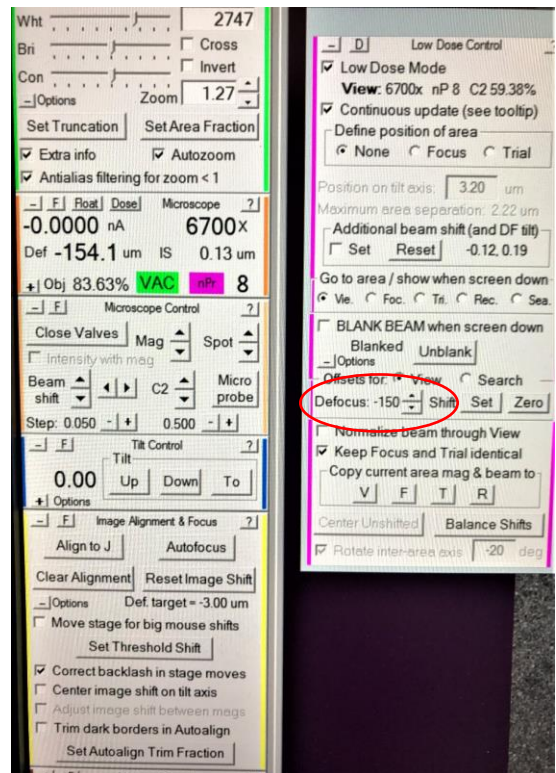 Wht 2747
Bri Cross
Con Invert
- Options Zoom 1.27
Set Truncation Set Area Fraction
Extra info Autozoom
Antialias filtering for zoom < 1
- F Float Dose Microscope ?
-0.0000 nA 6700x
Def -154.1 um IS 0.13 um
+ Obj 83.63% VAC nPr 8
- F Microscope Control ?
Close Valves Mag Spot
Intensity with mag
Beam shift C2 Micro probe
Step: 0.050 - + 0.500 - +
- F Tilt Control ?
Tilt
0.00 Up Down To
+ Options
- F Image Alignment & Focus ?
Align to J Autofocus
Clear Alignment Reset Image Shift
- Options Def. target = -3.00 um
Move stage for big mouse shifts
Set Threshold Shift
Correct backlash in stage moves
Center image shift on tilt axis
Adjust image shift between mags
Trim dark borders in Autoalign
Set Autoalign Trim Fraction
- D Low Dose Control ?
Low Dose Mode
View: 6700x nP 8 C2 59.38%
Continuous update (see tooltip)
Define position of area
None Focus Trial
Position on tilt axis: 3.20 um
Maximum area separation: 2.22 um
Additional beam shift (and DF tilt)
Set Reset -0.12, 0.19
Go to area / show when screen down
Vie. Foc. Tri. Rec. Sea.
BLANK BEAM when screen down
Blanked Unblank
- Options
Offsets for: View Search
Defocus: -150 Shift Set Zero
Normalize beam through View
Keep Focus and Trial identical
Copy current area mag & beam to
V F T R
Center Unshifted Balance Shifts
Rotate inter-area axis -20 deg